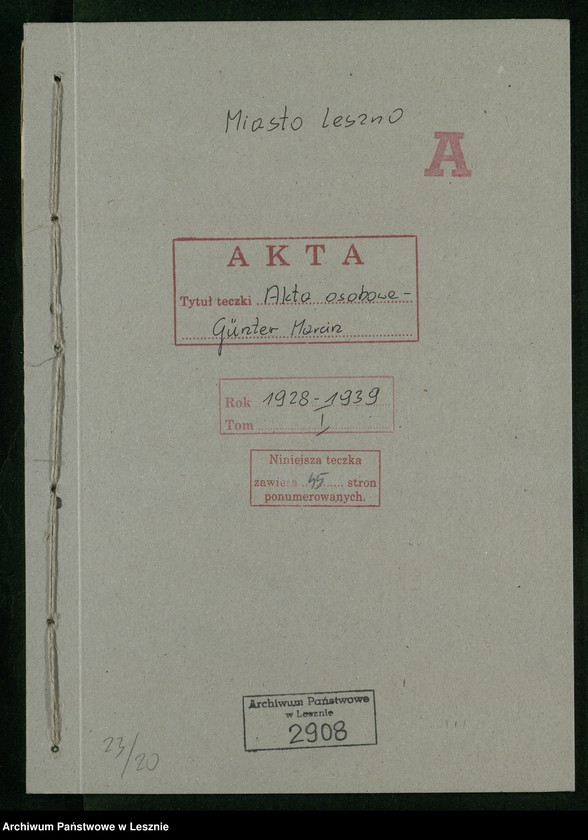 Miasto Leszno
A
AKTA
Tytuł teczki Akta osobowe -
Günter Marcin
Rok 1928-1939
Tom I
Niniejsza teczka
zawiera 45 stron
ponumerowanych.
Archiwum Państwowe
w Lesznie
2908
23/20
Archiwum Państwowe w Lesznie